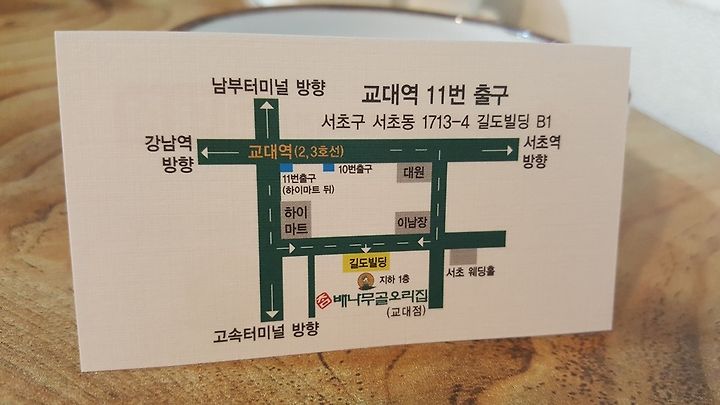 남부터미널 방향
교대역 11번 출구
서초구 서초동 1713-4 길도빌딩 B1
강남역
방향
교대역(2,3호선)
서초역
방향
11번출구
(하이마트 뒤)
10번출구
대원
하이
마트
이남장
길도빌딩
지하 1층
서초 웨딩홀
배나무골오리집
(교대점)
고속터미널 방향